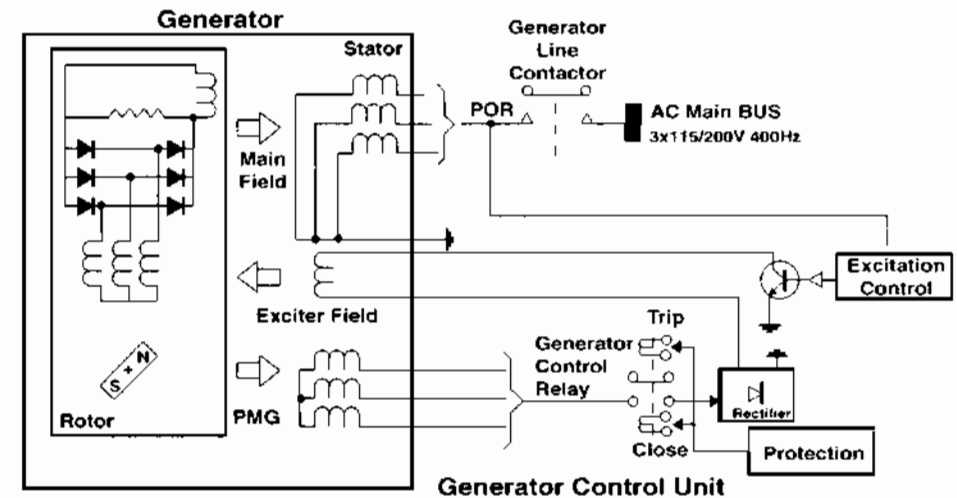 Generator
Stator
Generator
Line
Contactor
POR
AC Main BUS
3x115/200V 400Hz
Main
Field
Excitation
Control
Exciter Field
Trip
Generator
Control
Relay
N
+
S
Rotor
PMG
Rectifier
Close
Protection
Generator Control Unit